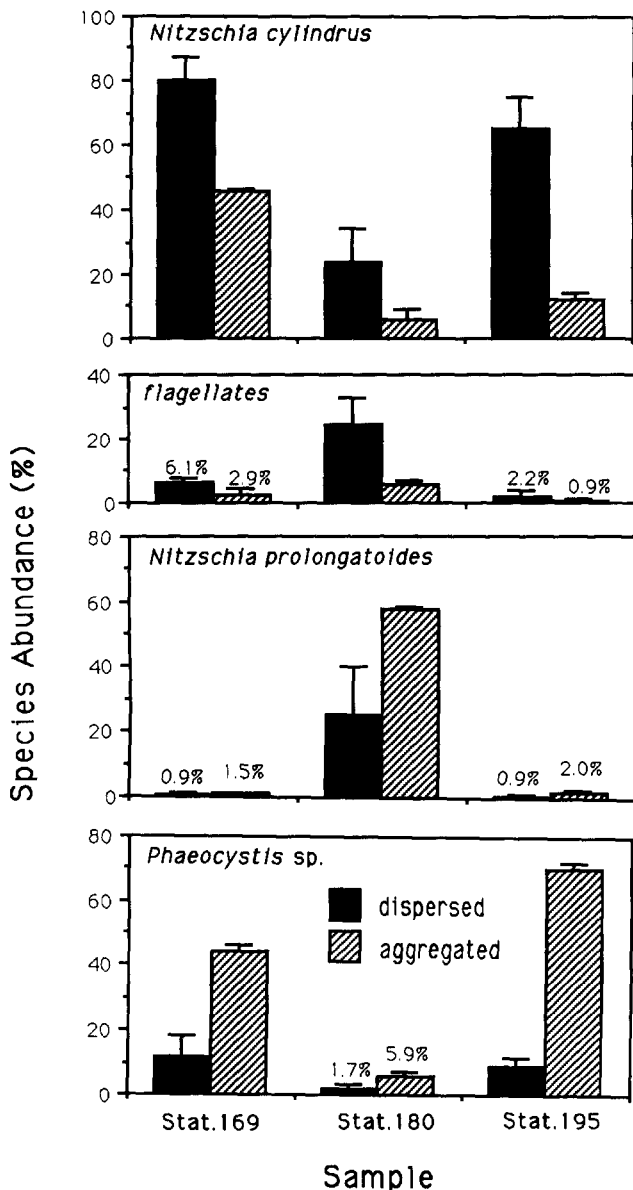 Species Abundance (%)
Nitzschia cylindrus
100
80
60
40
20
0
flagellates
40
20
0
6.1%
2.9%
2.2%
0.9%
Nitzschia prolongatoides
80
60
40
20
0
0.9%
1.5%
0.9%
2.0%
Phaeocystis sp.
80
60
40
20
0
dispersed
aggregated
1.7%
5.9%
Stat.169
Stat.180
Stat.195
Sample